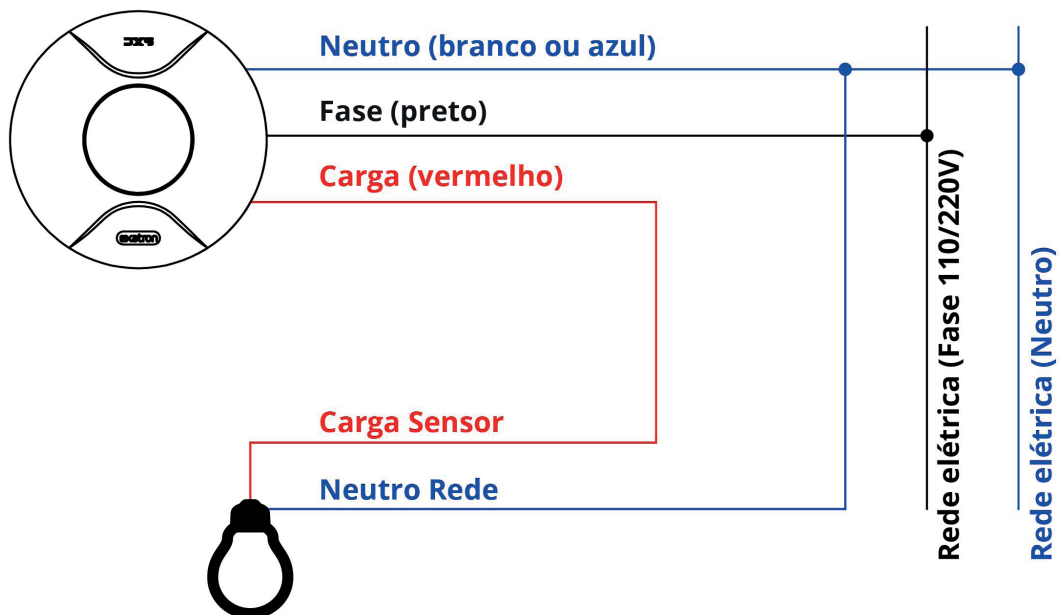 Neutro (branco ou azul)
Fase (preto)
Carga (vermelho)
exatron
Carga Sensor
Neutro Rede
Rede elétrica (Fase 110/220V)
Rede elétrica (Neutro)